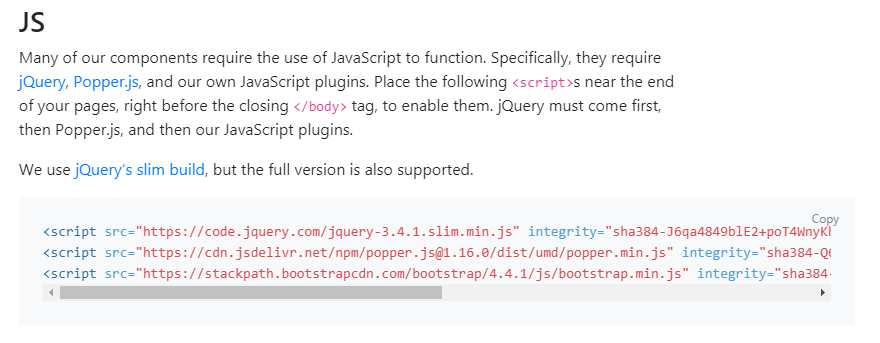 JS
Many of our components require the use of JavaScript to function. Specifically, they require
jQuery, Popper.js, and our own JavaScript plugins. Place the following <script>s near the end
of your pages, right before the closing </body> tag, to enable them. jQuery must come first,
then Popper.js, and then our JavaScript plugins.
We use jQuery’s slim build, but the full version is also supported.
Copy
<script src="https://code.jquery.com/jquery-3.4.1.slim.min.js" integrity="sha384-J6qa4849blE2+poT4WnyKh
<script src="https://cdn.jsdelivr.net/npm/popper.js@1.16.0/dist/umd/popper.min.js" integrity="sha384-Q6
<script src="https://stackpath.bootstrapcdn.com/bootstrap/4.4.1/js/bootstrap.min.js" integrity="sha384-